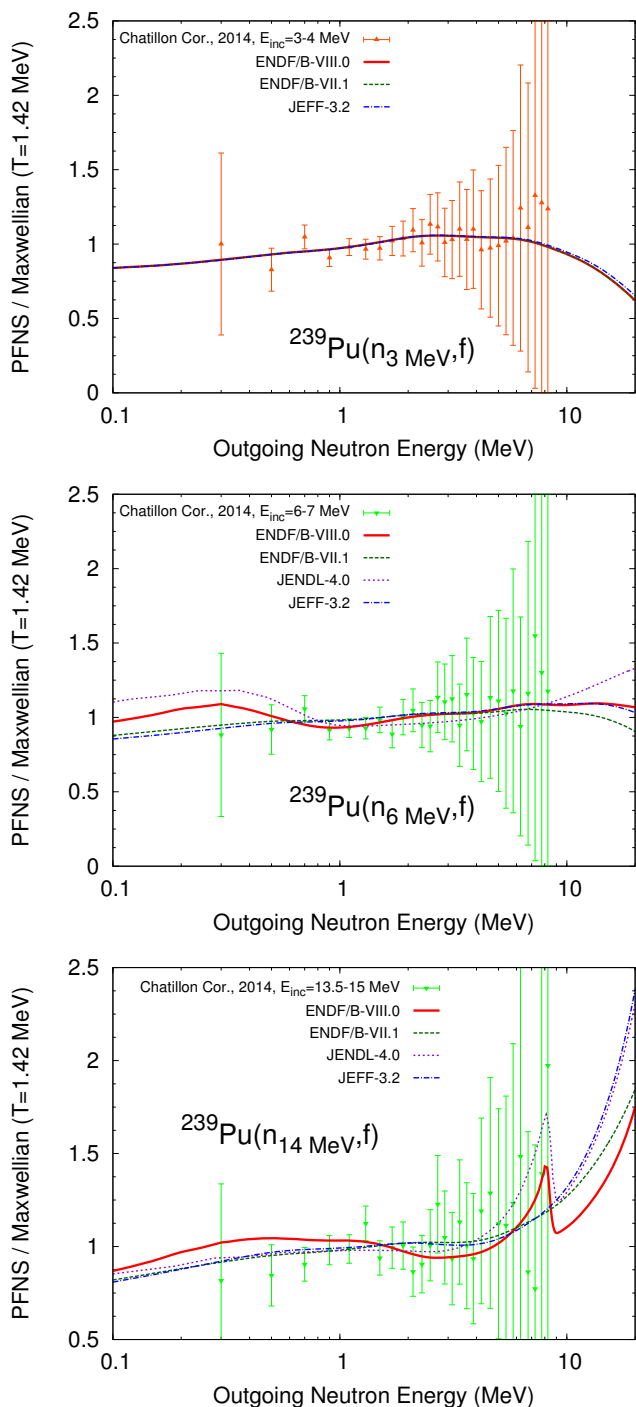 Chatillon Cor., 2014, E_inc=3-4 MeV
ENDF/B-VIII.0
ENDF/B-VII.1
JEFF-3.2
PFNS / Maxwellian (T=1.42 MeV)
2.5
2
1.5
1
0.5
0
²³⁹Pu(n_3 MeV,f)
0.1 1 10
Outgoing Neutron Energy (MeV)
Chatillon Cor., 2014, E_inc=6-7 MeV
ENDF/B-VIII.0
ENDF/B-VII.1
JENDL-4.0
JEFF-3.2
PFNS / Maxwellian (T=1.42 MeV)
2.5
2
1.5
1
0.5
0
²³⁹Pu(n_6 MeV,f)
0.1 1 10
Outgoing Neutron Energy (MeV)
Chatillon Cor., 2014, E_inc=13.5-15 MeV
ENDF/B-VIII.0
ENDF/B-VII.1
JENDL-4.0
JEFF-3.2
PFNS / Maxwellian (T=1.42 MeV)
2.5
2
1.5
1
0.5
²³⁹Pu(n_14 MeV,f)
0.1 1 10
Outgoing Neutron Energy (MeV)